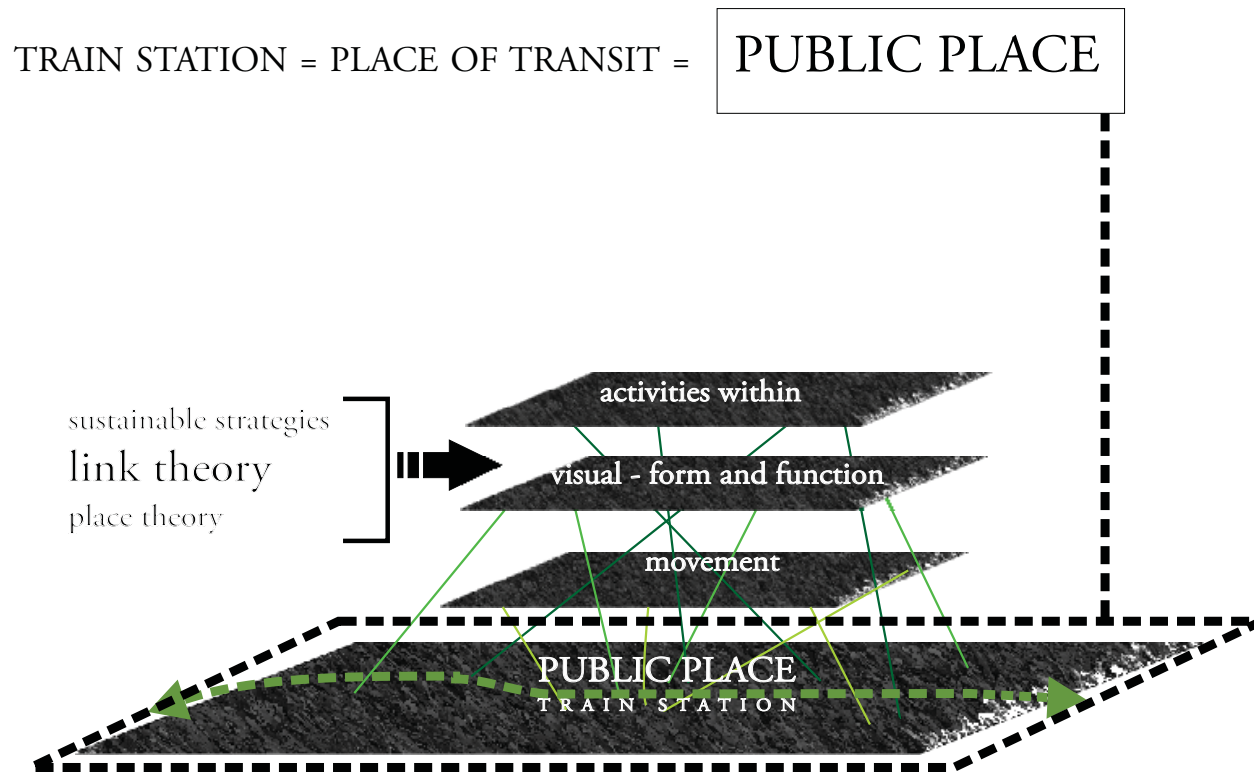 TRAIN STATION = PLACE OF TRANSIT = PUBLIC PLACE
activities within
sustainable strategies
link theory
place theory
visual - form and function
movement
PUBLIC PLACE
TRAIN STATION